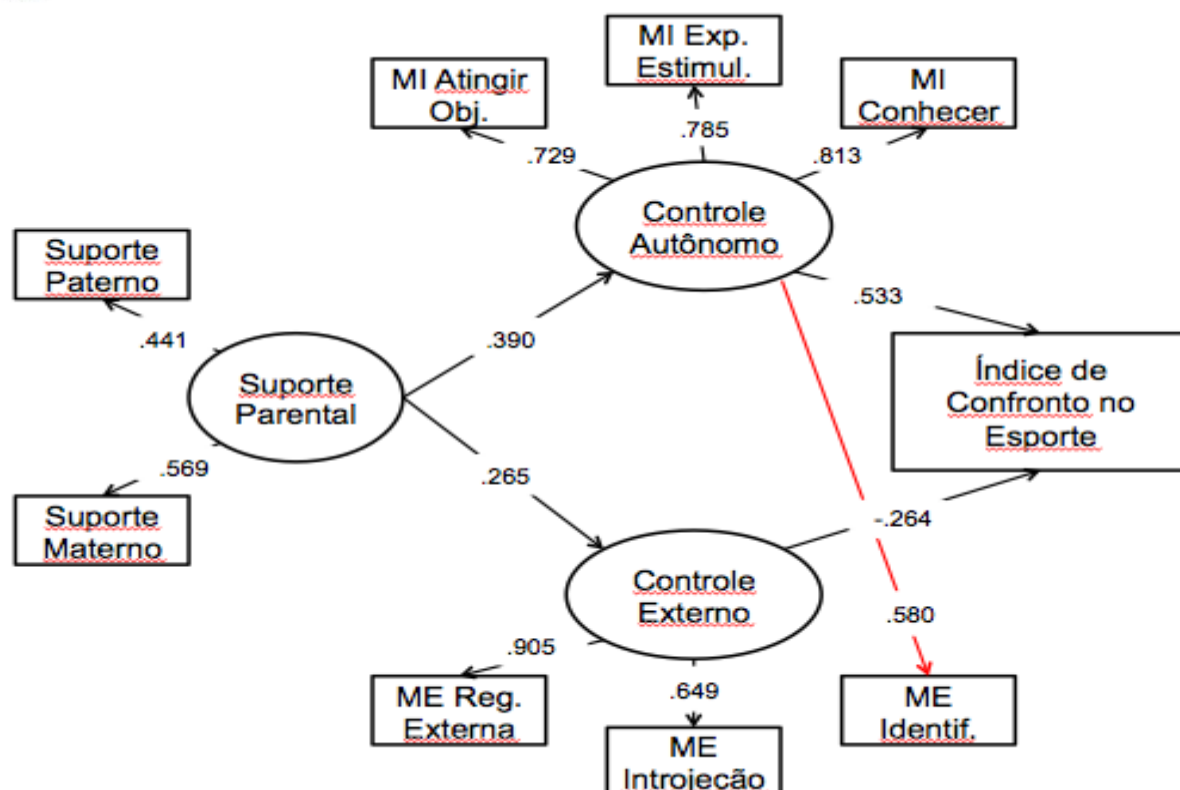 MI Exp.
Estimul.
MI Atingir
Obj.
MI
Conhecer
.729
.785
.813
Controle
Autônomo
Suporte
Paterno
.441
.390
.533
Suporte
Parental
Índice de
Confronto no
Esporte
.569
.265
-.264
Suporte
Materno
Controle
Externo
.905
.649
.580
ME Reg.
Externa
ME
Introjeção
ME
Identif.